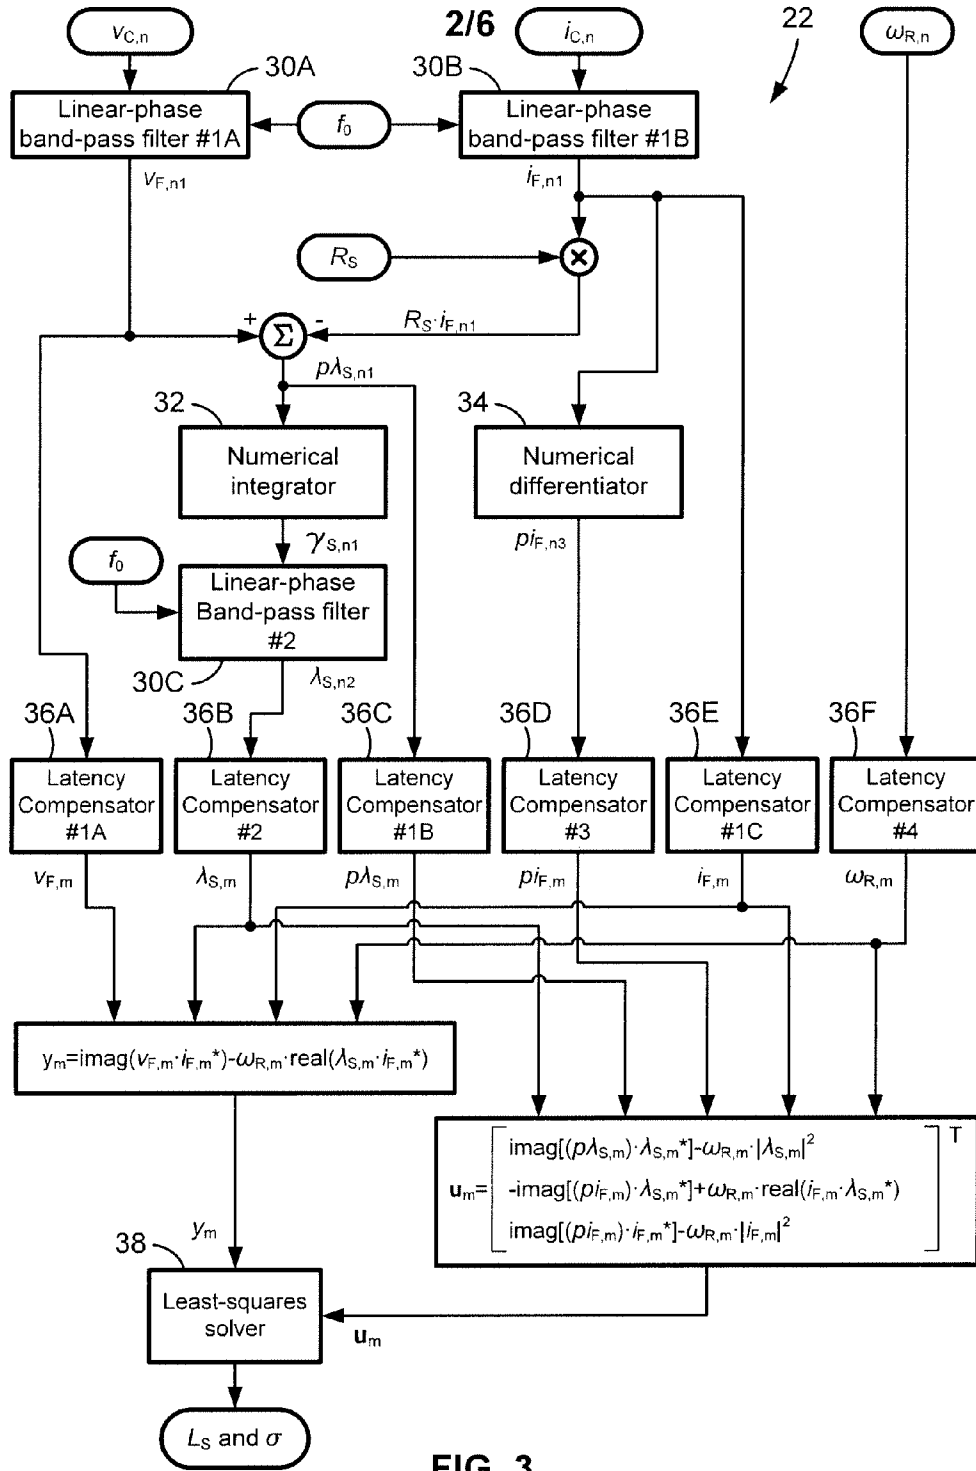 2/6
v_C,n
i_C,n
22
ω_R,n
30A
30B
Linear-phase
band-pass filter #1A
f_0
Linear-phase
band-pass filter #1B
v_F,n1
i_F,n1
R_S
×
+
Σ
-
R_S·i_F,n1
pλ_S,n1
32
34
Numerical
integrator
Numerical
differentiator
γ_S,n1
pi_F,n3
f_0
Linear-phase
Band-pass filter
#2
30C
λ_S,n2
36A
36B
36C
36D
36E
36F
Latency
Compensator
#1A
Latency
Compensator
#2
Latency
Compensator
#1B
Latency
Compensator
#3
Latency
Compensator
#1C
Latency
Compensator
#4
v_F,m
λ_S,m
pλ_S,m
pi_F,m
i_F,m
ω_R,m
y_m=imag(v_F,m·i_F,m*)-ω_R,m·real(λ_S,m·i_F,m*)
imag[(pλ_S,m)·λ_S,m*]-ω_R,m·|λ_S,m|²
u_m= -imag[(pi_F,m)·λ_S,m*]+ω_R,m·real(i_F,m·λ_S,m*)
imag[(pi_F,m)·i_F,m*]-ω_R,m·|i_F,m|²
T
y_m
38
Least-squares
solver
u_m
L_S and σ
FIG. 3